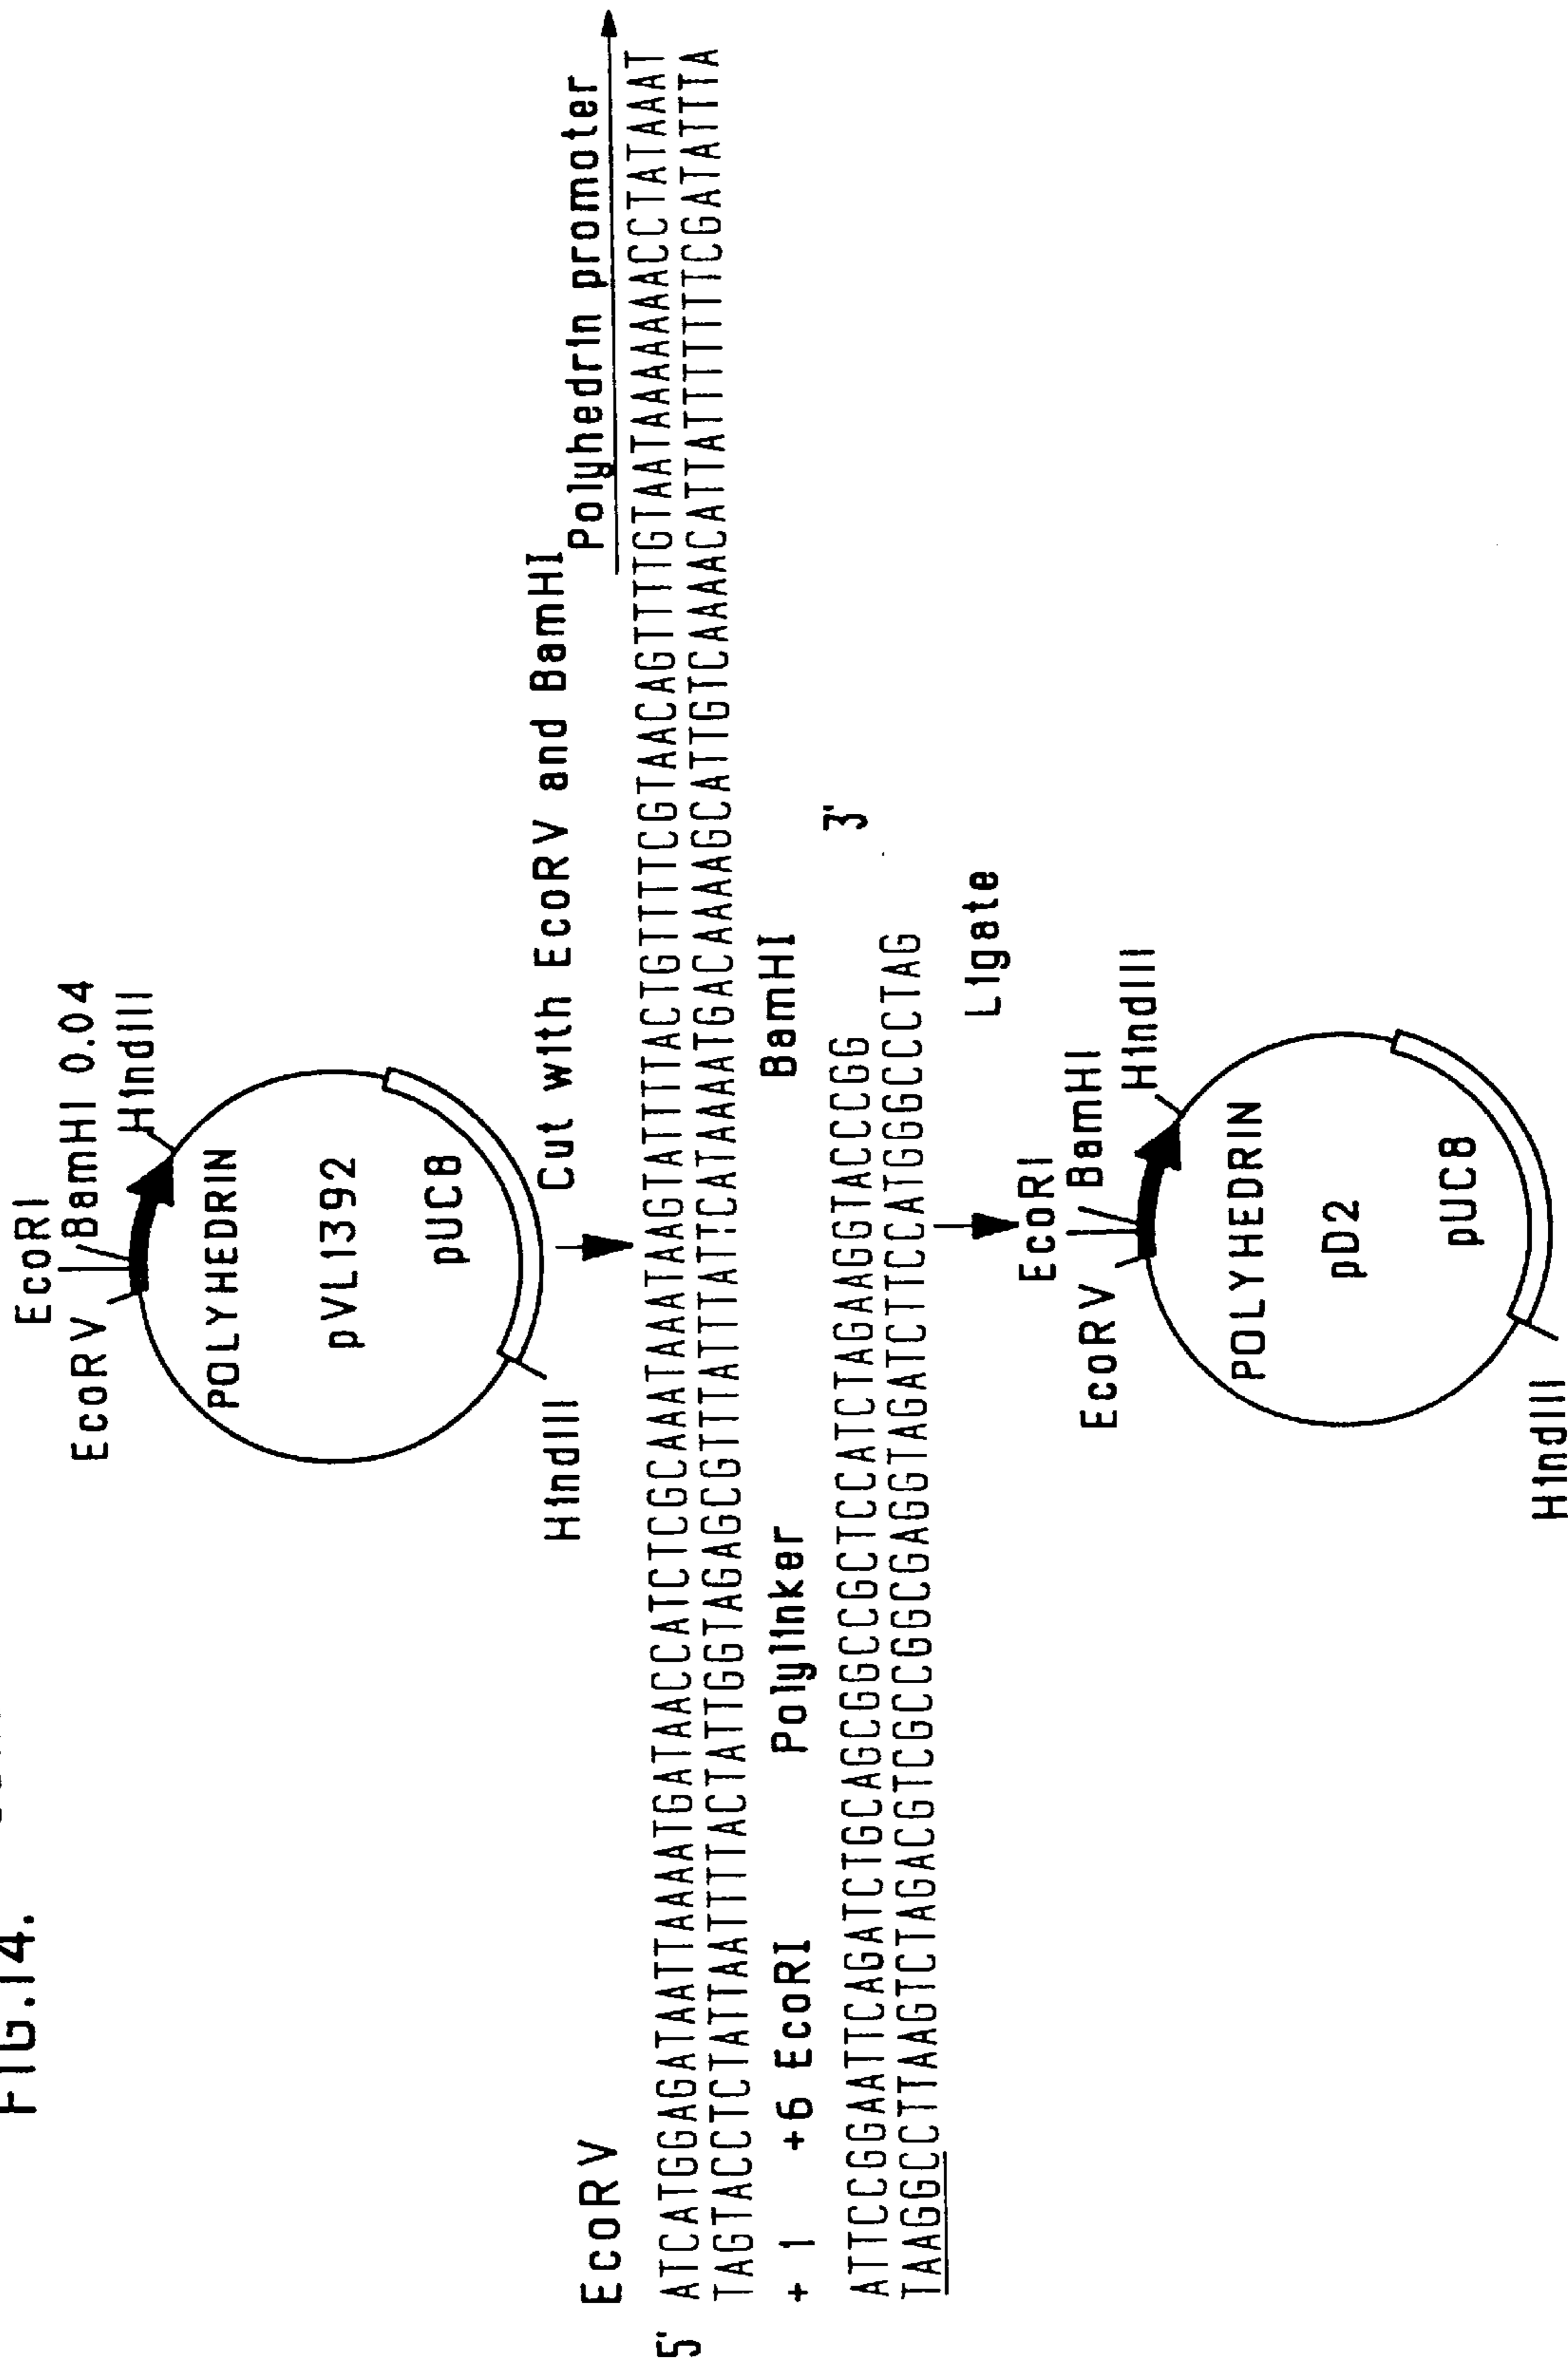 FIG.14.
EcoRI
EcoRV
BamHI 0.04
HindIII
POLYHEDRIN
pVL1392
pUC8
HindIII
Cut with EcoRV and BamHI
EcoRV
Polyhedrin promoter
5' ATCATGGAGATAATTAAAATGATAACCATCTCGCAAATAAATAAGTATTTTACTGTTTTCGTAACAGTTTTGTAATAAAAAAACCTATAAAT
TAGTACCTCTATTAATTTTACTATTGGTAGAGCGTTTATTTATTCATAAAATGACAAAAGCATTGTCAAAACATTATTTTTTTCGATATTTA
+1 +6 EcoRI Polylinker BamHI
ATTCCGGAATTCAGATCTGCAGCGGCCGCTCCATCTAGAAGGTACCCGG 3'
TAAGGCCTTAAGTCTAGACGTCGCCGGCGAGGTAGATCTTCCATGGGCCCTAG
Ligate
EcoRI
EcoRV
BamHI
HindIII
POLYHEDRIN
pD2
pUC8
HindIII